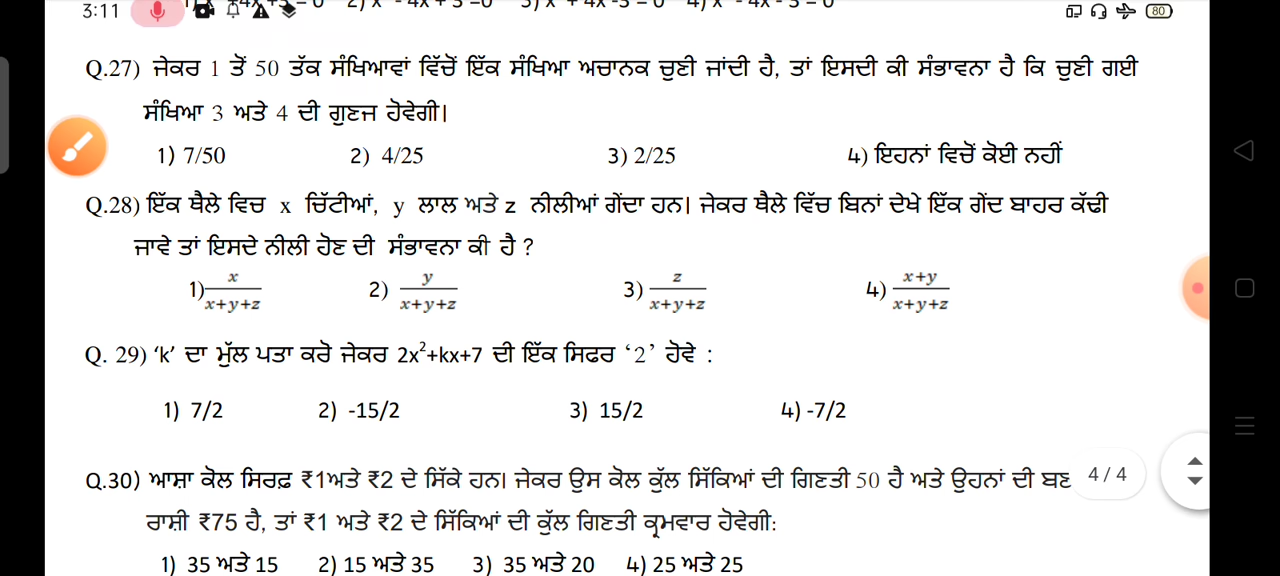 3:11
80
Q.27) ਜੇਕਰ 1 ਤੋਂ 50 ਤੱਕ ਸੰਖਿਆਵਾਂ ਵਿੱਚੋਂ ਇੱਕ ਸੰਖਿਆ ਅਚਾਨਕ ਚੁਣੀ ਜਾਂਦੀ ਹੈ, ਤਾਂ ਇਸਦੀ ਕੀ ਸੰਭਾਵਨਾ ਹੈ ਕਿ ਚੁਣੀ ਗਈ
ਸੰਖਿਆ 3 ਅਤੇ 4 ਦੀ ਗੁਣਜ ਹੋਵੇਗੀ।
1) 7/50 2) 4/25 3) 2/25 4) ਇਹਨਾਂ ਵਿਚੋਂ ਕੋਈ ਨਹੀਂ
Q.28) ਇੱਕ ਥੈਲੇ ਵਿਚ x ਚਿੱਟੀਆਂ, y ਲਾਲ ਅਤੇ z ਨੀਲੀਆਂ ਗੇਂਦਾ ਹਨ। ਜੇਕਰ ਥੈਲੇ ਵਿੱਚ ਬਿਨਾਂ ਦੇਖੇ ਇੱਕ ਗੇਂਦ ਬਾਹਰ ਕੱਢੀ
ਜਾਵੇ ਤਾਂ ਇਸਦੇ ਨੀਲੀ ਹੋਣ ਦੀ ਸੰਭਾਵਨਾ ਕੀ ਹੈ ?
1) x/(x+y+z) 2) y/(x+y+z) 3) z/(x+y+z) 4) (x+y)/(x+y+z)
Q. 29) ‘k’ ਦਾ ਮੁੱਲ ਪਤਾ ਕਰੋ ਜੇਕਰ 2x²+kx+7 ਦੀ ਇੱਕ ਸਿਫਰ ‘2’ ਹੋਵੇ :
1) 7/2 2) -15/2 3) 15/2 4) -7/2
Q.30) ਆਸ਼ਾ ਕੋਲ ਸਿਰਫ਼ ₹1ਅਤੇ ₹2 ਦੇ ਸਿੱਕੇ ਹਨ। ਜੇਕਰ ਉਸ ਕੋਲ ਕੁੱਲ ਸਿੱਕਿਆਂ ਦੀ ਗਿਣਤੀ 50 ਹੈ ਅਤੇ ਉਹਨਾਂ ਦੀ ਬਣ
4 / 4
ਰਾਸ਼ੀ ₹75 ਹੈ, ਤਾਂ ₹1 ਅਤੇ ₹2 ਦੇ ਸਿੱਕਿਆਂ ਦੀ ਕੁੱਲ ਗਿਣਤੀ ਕ੍ਰਮਵਾਰ ਹੋਵੇਗੀ:
1) 35 ਅਤੇ 15 2) 15 ਅਤੇ 35 3) 35 ਅਤੇ 20 4) 25 ਅਤੇ 25